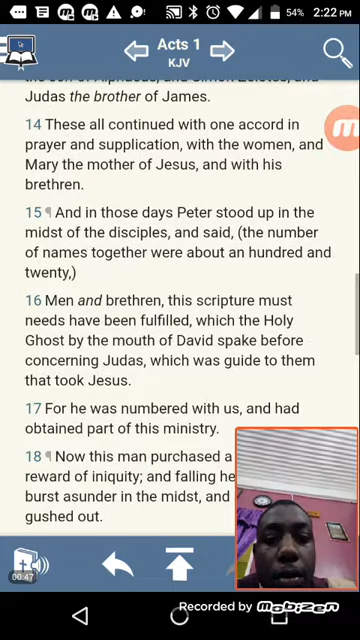 54% 2:22 PM
Acts 1
KJV
Judas the brother of James.
14 These all continued with one accord in
prayer and supplication, with the women, and
Mary the mother of Jesus, and with his
brethren.
15 ¶ And in those days Peter stood up in the
midst of the disciples, and said, (the number
of names together were about an hundred and
twenty,)
16 Men and brethren, this scripture must
needs have been fulfilled, which the Holy
Ghost by the mouth of David spake before
concerning Judas, which was guide to them
that took Jesus.
17 For he was numbered with us, and had
obtained part of this ministry.
18 ¶ Now this man purchased a
reward of iniquity; and falling he
burst asunder in the midst, and
gushed out.
00:47
Recorded by Mobizen